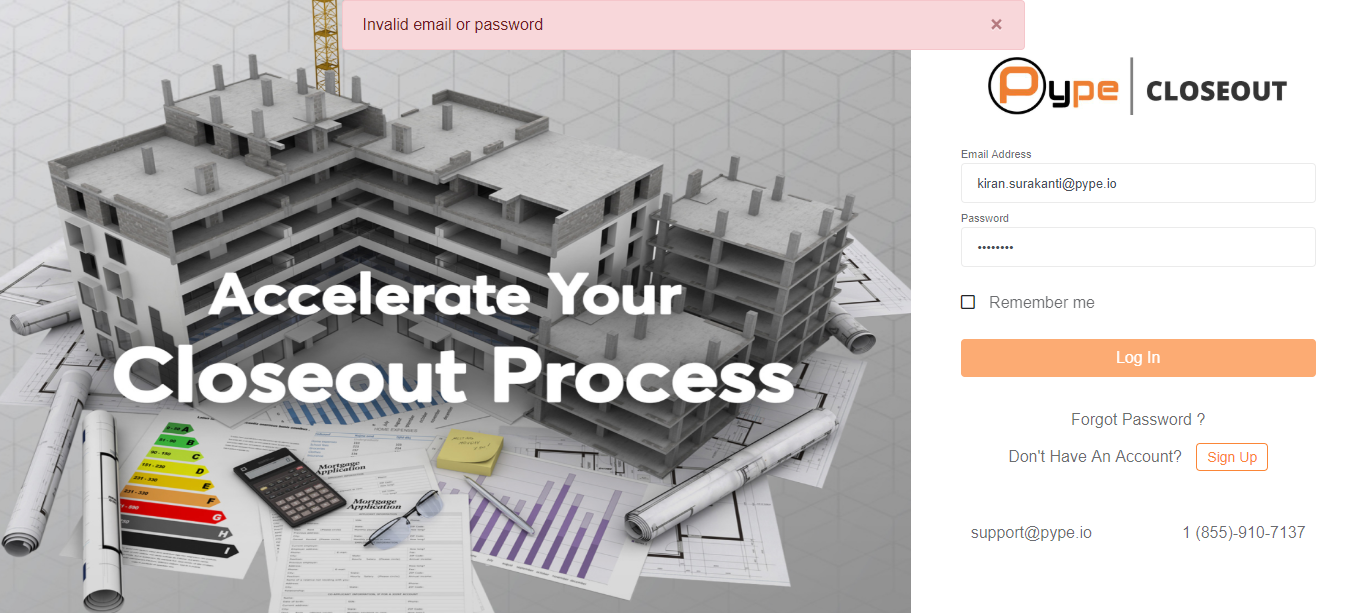 Invalid email or password ×
Pype | CLOSEOUT
Accelerate Your
Closeout Process
Email Address
kiran.surakanti@pype.io
Password
••••••••
Remember me
Log In
Forgot Password ?
Don't Have An Account? Sign Up
support@pype.io 1 (855)-910-7137
HOME EXPENSES
Mortgage
Application
Mortgage
Application
A
B
C
D
E
F
G
H
I